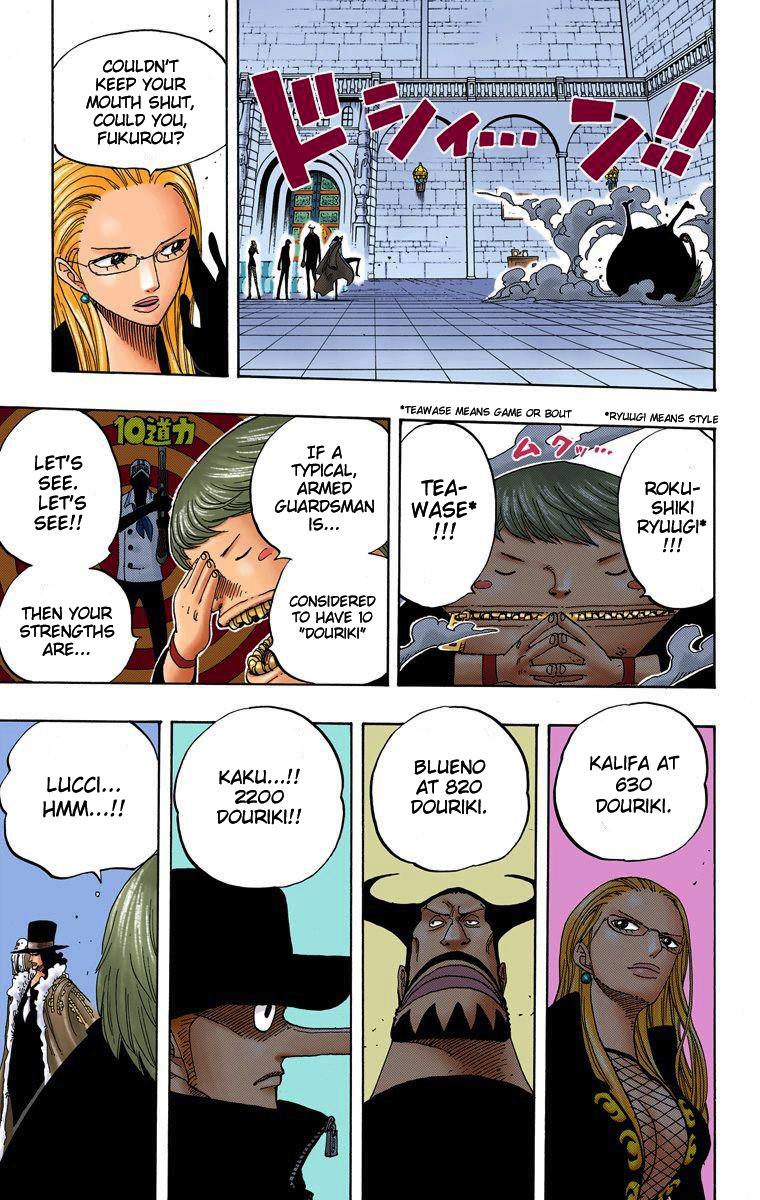 ドシィ…ン!!
COULDN'T
KEEP YOUR
MOUTH SHUT,
COULD YOU,
FUKUROU?
*TEAWASE MEANS GAME OR BOUT
*RYUUGI MEANS STYLE
ムクッ…
ROKU-
SHIKI
RYUUGI*
!!!
TEA-
WASE*
!!!
IF A
TYPICAL,
ARMED
GUARDSMAN
IS...
CONSIDERED
TO HAVE 10
"DOURIKI"
10道力
LET'S
SEE.
LET'S
SEE!!
THEN YOUR
STRENGTHS
ARE...
KALIFA AT
630
DOURIKI.
BLUENO
AT 820
DOURIKI.
KAKU...!!
2200
DOURIKI!!
LUCCI...
HMM...!!